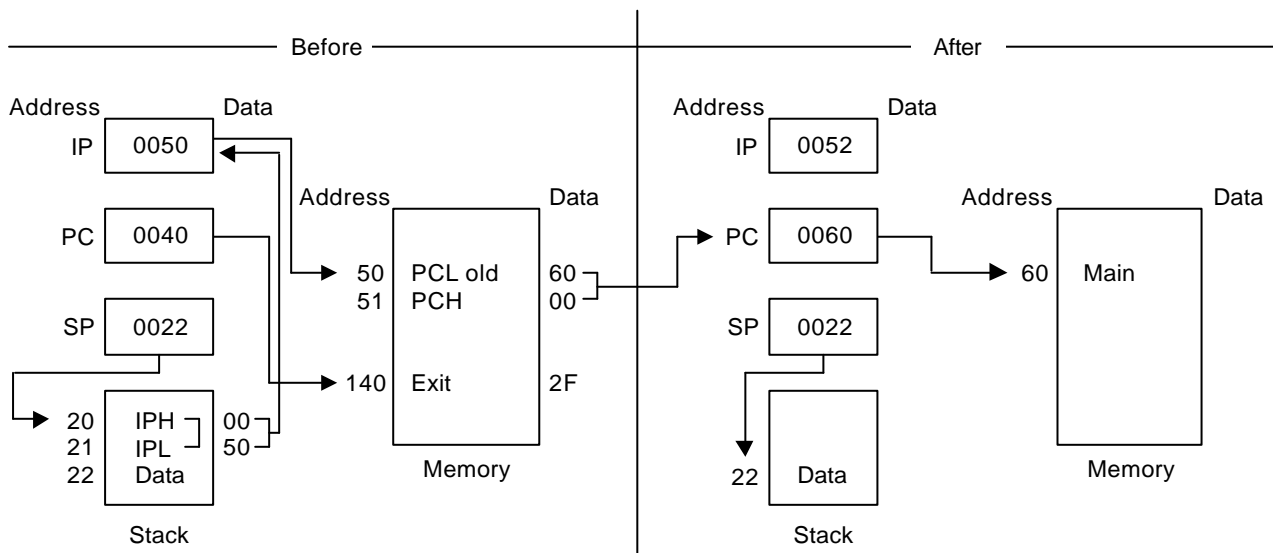 Before
After
Address Data
IP 0050
PC 0040
SP 0022
20 IPH 00
21 IPL 50
22 Data
Stack
Address Data
50 PCL old 60
51 PCH 00
140 Exit 2F
Memory
Address Data
IP 0052
PC 0060
SP 0022
22 Data
Stack
Address Data
60 Main
Memory